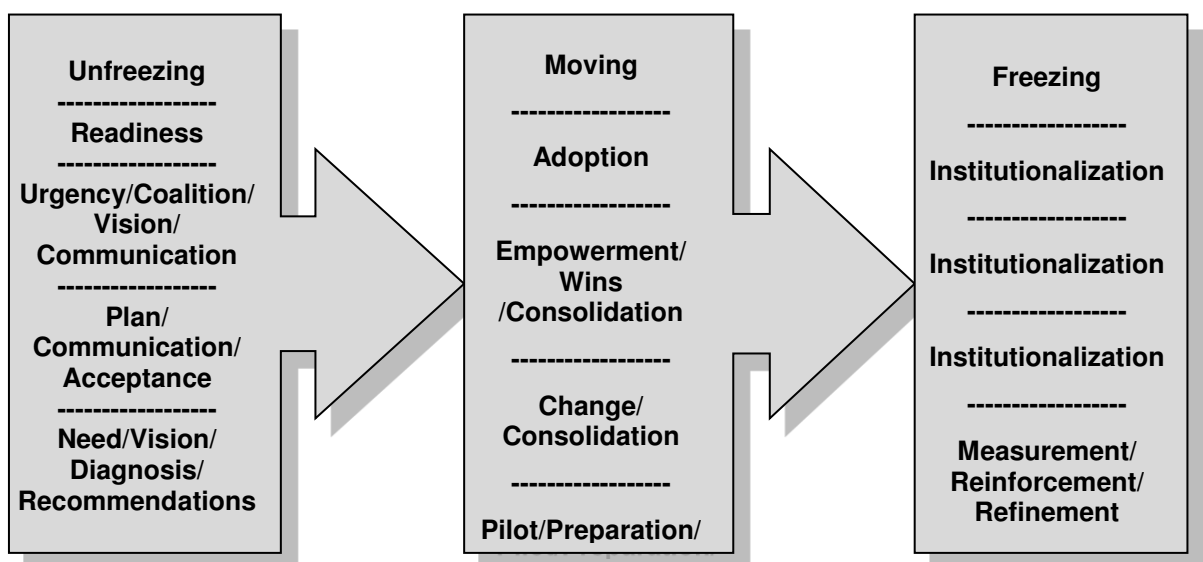 Unfreezing
------------------
Readiness
------------------
Urgency/Coalition/
Vision/
Communication
------------------
Plan/
Communication/
Acceptance
------------------
Need/Vision/
Diagnosis/
Recommendations
Moving
------------------
Adoption
------------------
Empowerment/
Wins
/Consolidation
------------------
Change/
Consolidation
------------------
Pilot/Preparation/
Freezing
------------------
Institutionalization
------------------
Institutionalization
------------------
Institutionalization
------------------
Measurement/
Reinforcement/
Refinement